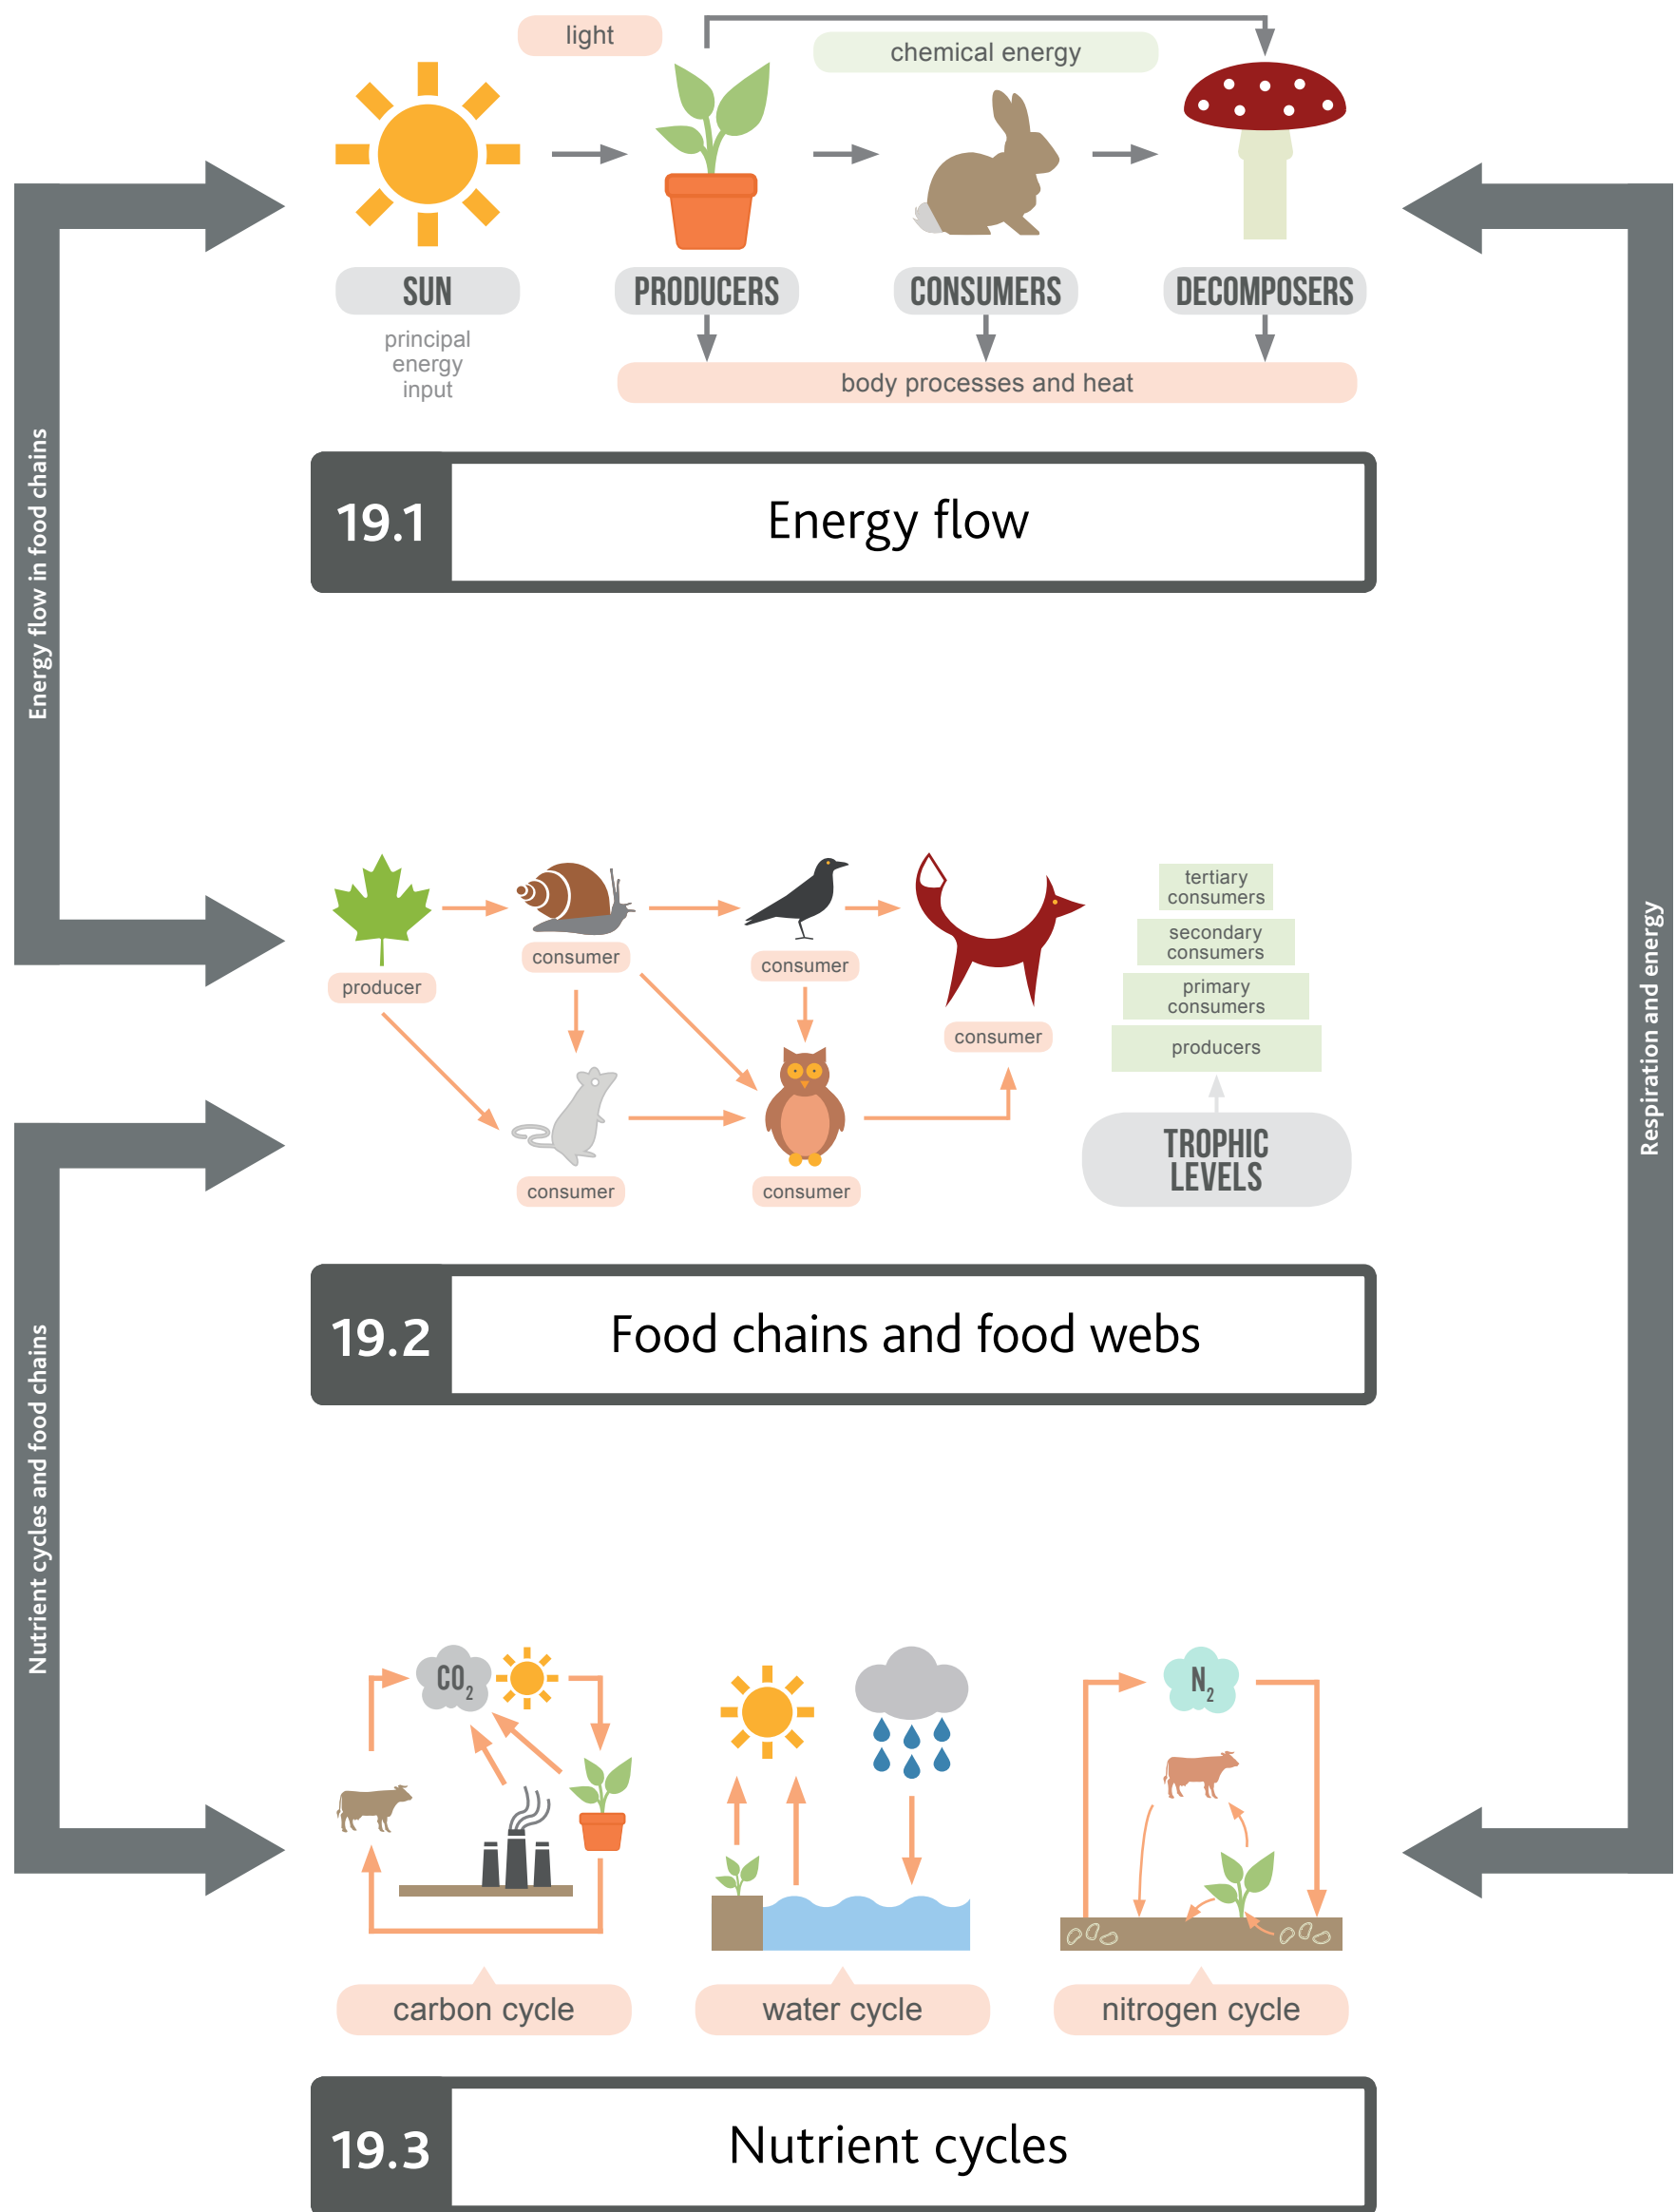 light
chemical energy
SUN
PRODUCERS
CONSUMERS
DECOMPOSERS
principal
energy
input
body processes and heat
Energy flow in food chains
19.1
Energy flow
producer
consumer
consumer
consumer
consumer
consumer
tertiary
consumers
secondary
consumers
primary
consumers
producers
TROPHIC
LEVELS
Respiration and energy
19.2
Food chains and food webs
Nutrient cycles and food chains
CO₂
N₂
carbon cycle
water cycle
nitrogen cycle
19.3
Nutrient cycles